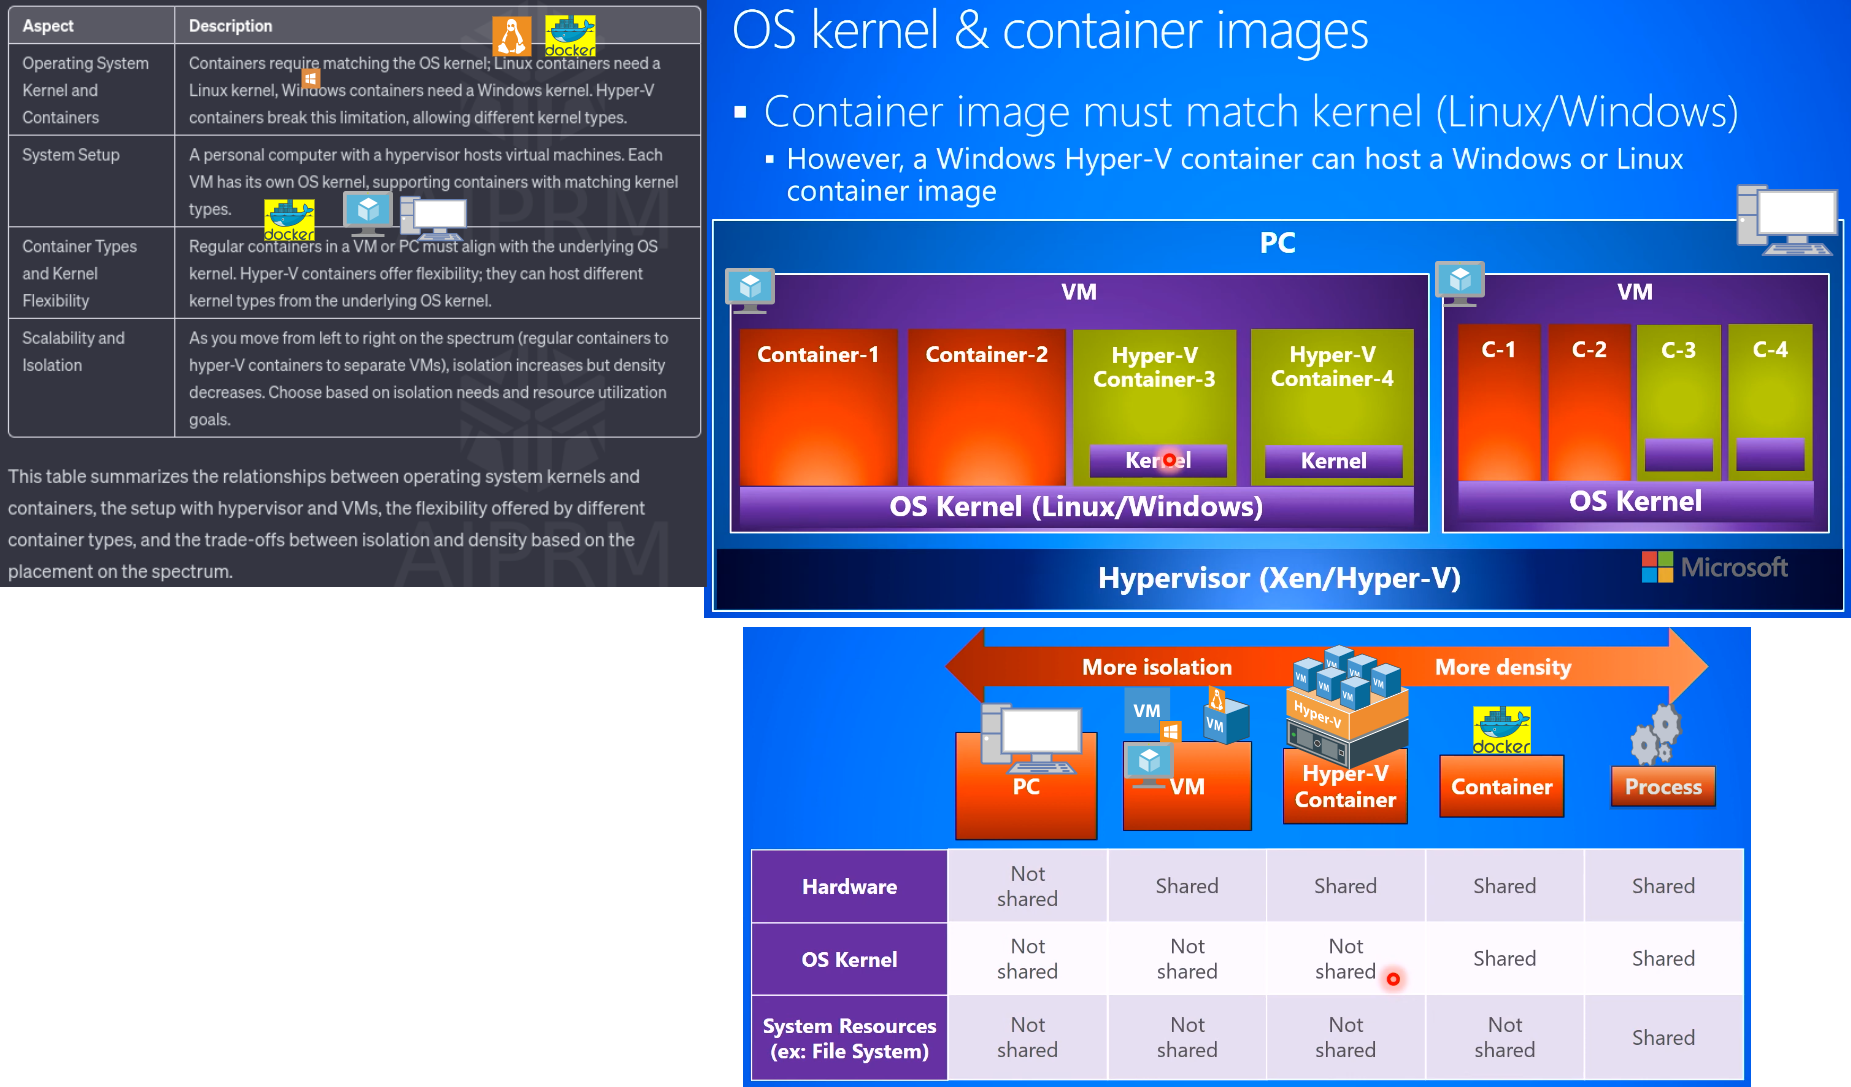 Aspect
Description
Operating System
Kernel and
Containers
Containers require matching the OS kernel; Linux containers need a
Linux kernel, Windows containers need a Windows kernel. Hyper-V
containers break this limitation, allowing different kernel types.
System Setup
A personal computer with a hypervisor hosts virtual machines. Each
VM has its own OS kernel, supporting containers with matching kernel
types.
Container Types
and Kernel
Flexibility
Regular containers in a VM or PC must align with the underlying OS
kernel. Hyper-V containers offer flexibility; they can host different
kernel types from the underlying OS kernel.
Scalability and
Isolation
As you move from left to right on the spectrum (regular containers to
hyper-V containers to separate VMs), isolation increases but density
decreases. Choose based on isolation needs and resource utilization
goals.
docker
docker
AIPRM
This table summarizes the relationships between operating system kernels and
containers, the setup with hypervisor and VMs, the flexibility offered by different
container types, and the trade-offs between isolation and density based on the
placement on the spectrum.
AIPRM
OS kernel & container images
▪ Container image must match kernel (Linux/Windows)
▪ However, a Windows Hyper-V container can host a Windows or Linux
container image
PC
VM
Container-1
Container-2
Hyper-V
Container-3
Kernel
Hyper-V
Container-4
Kernel
OS Kernel (Linux/Windows)
VM
C-1
C-2
C-3
C-4
OS Kernel
Hypervisor (Xen/Hyper-V)
Microsoft
More isolation
More density
PC
VM
VM
VM
VM
VM
VM
VM
VM
VM
Hyper-V
Hyper-V
Container
docker
Container
Process
Hardware
Not
shared
Shared
Shared
Shared
Shared
OS Kernel
Not
shared
Not
shared
Not
shared
Shared
Shared
System Resources
(ex: File System)
Not
shared
Not
shared
Not
shared
Not
shared
Shared